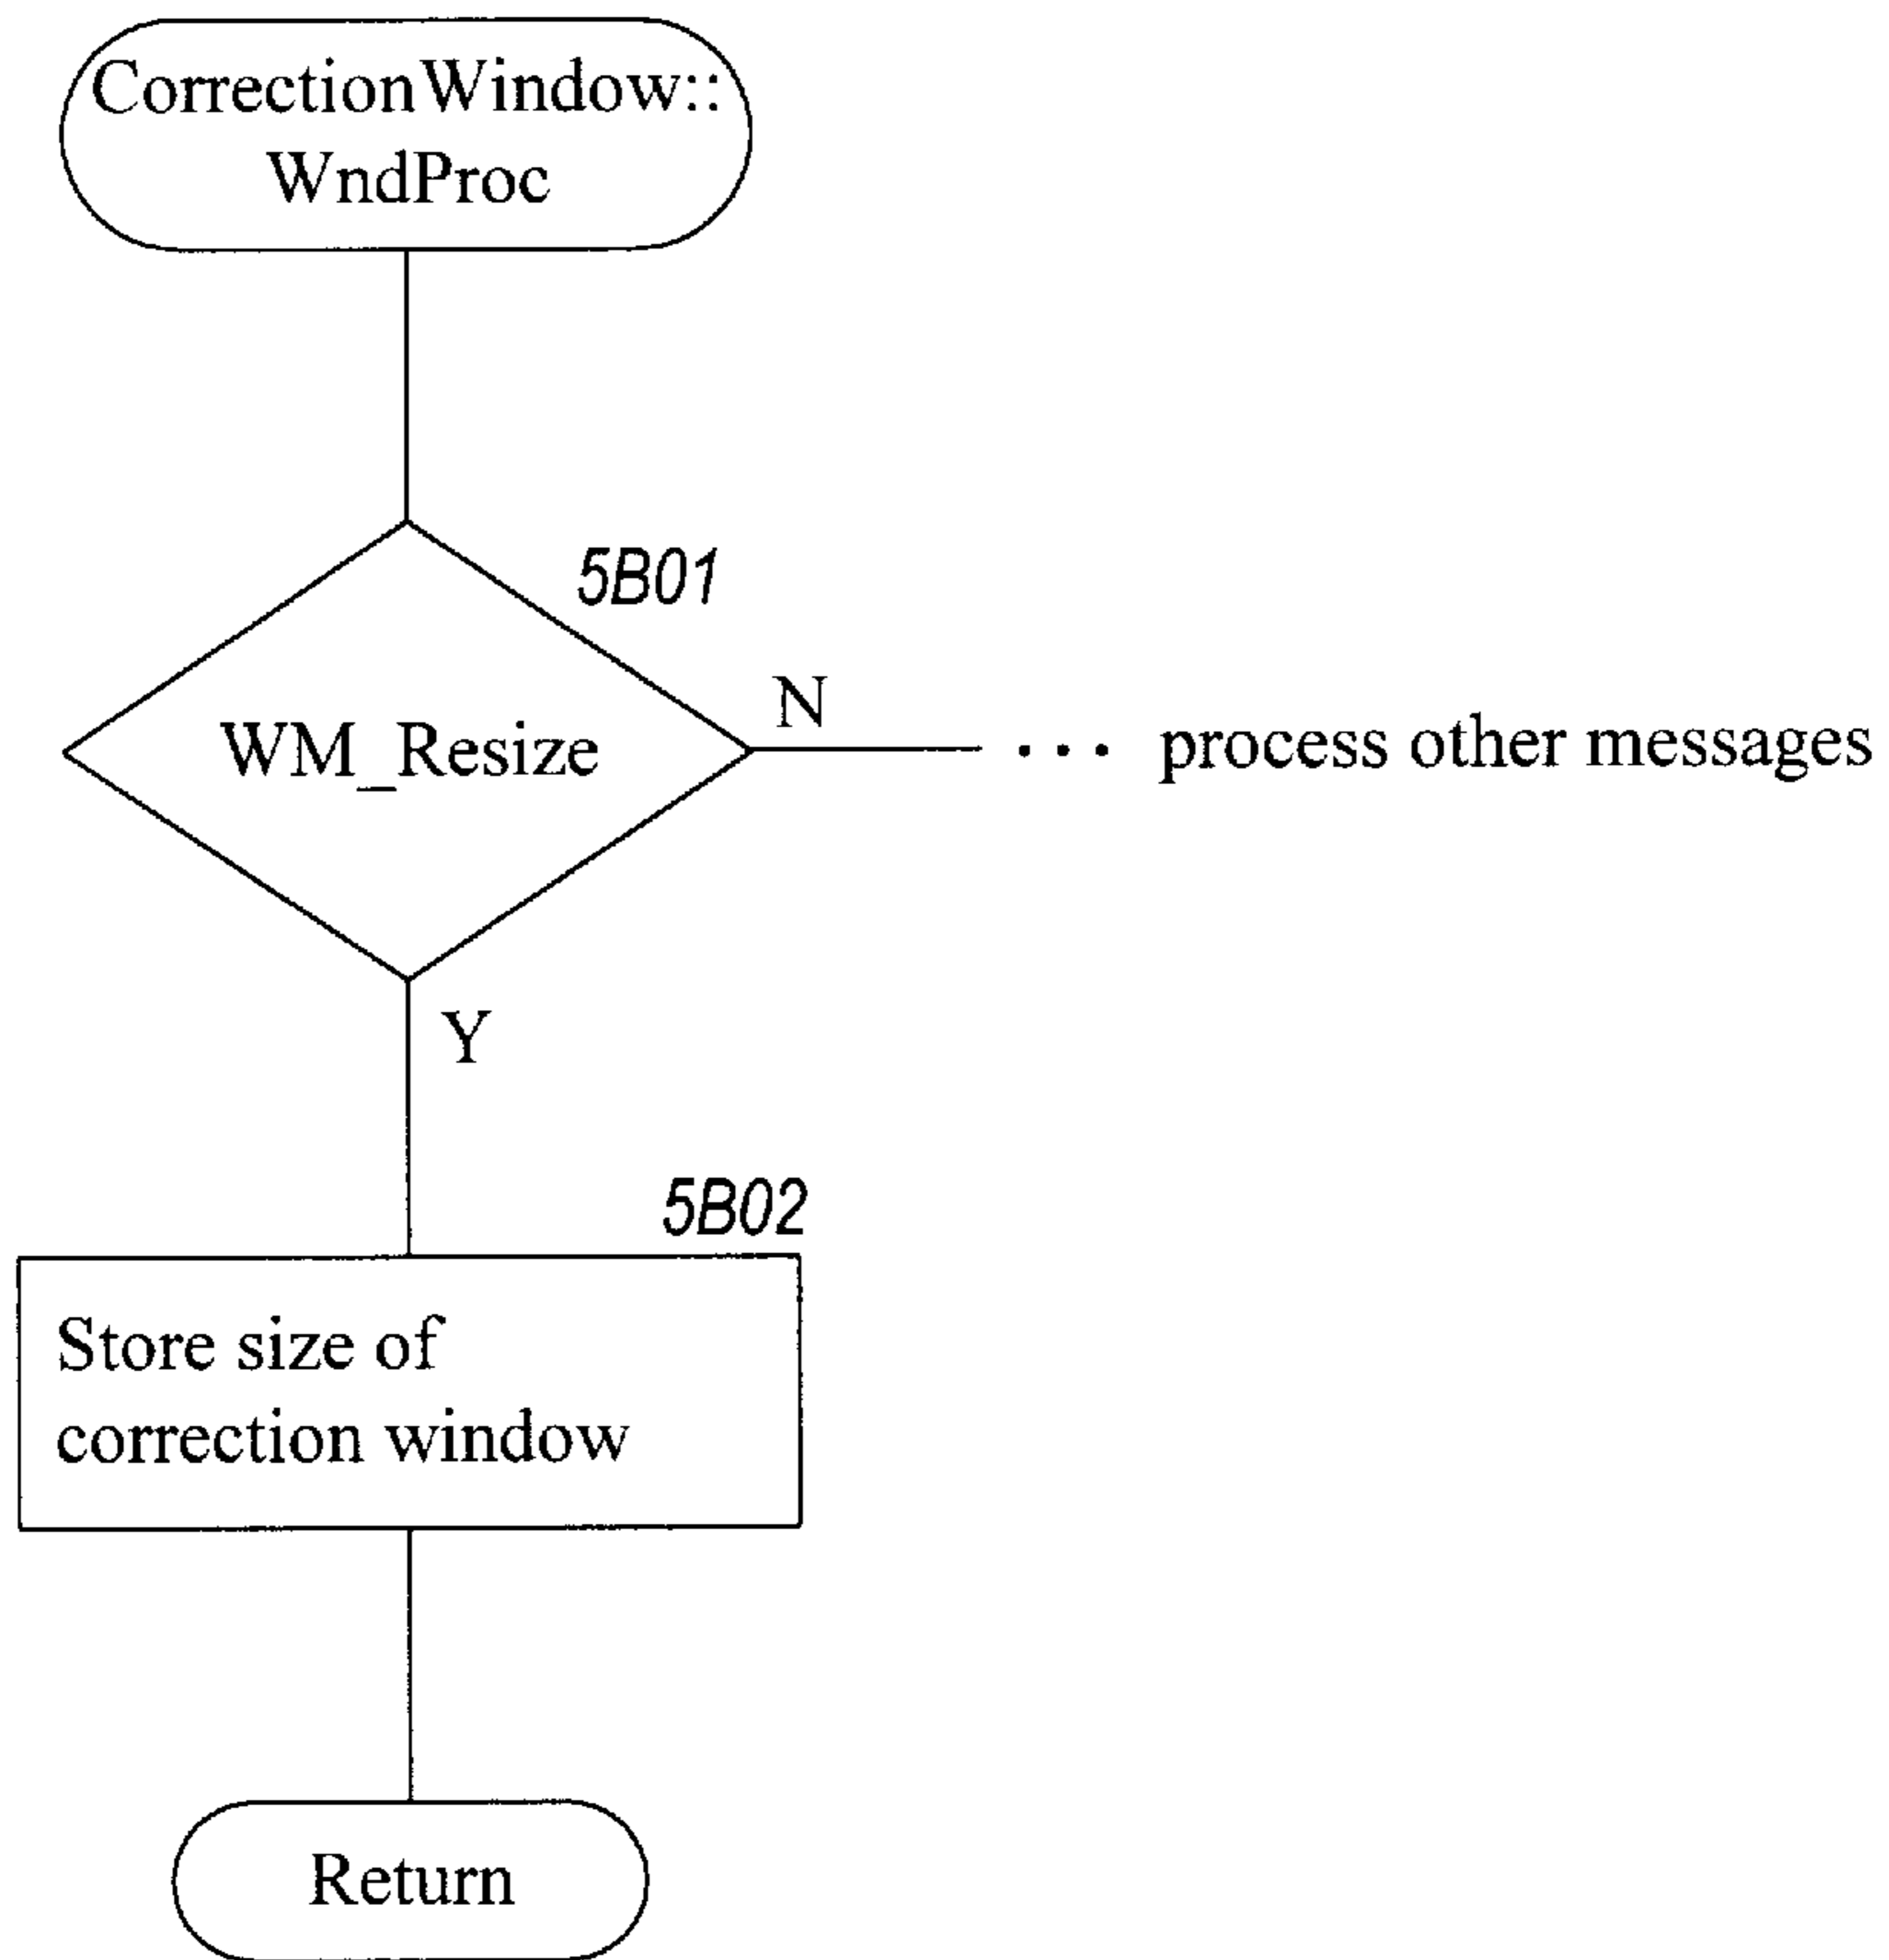 CorrectionWindow::
WndProc
5B01
WM_Resize
N
... process other messages
Y
5B02
Store size of
correction window
Return